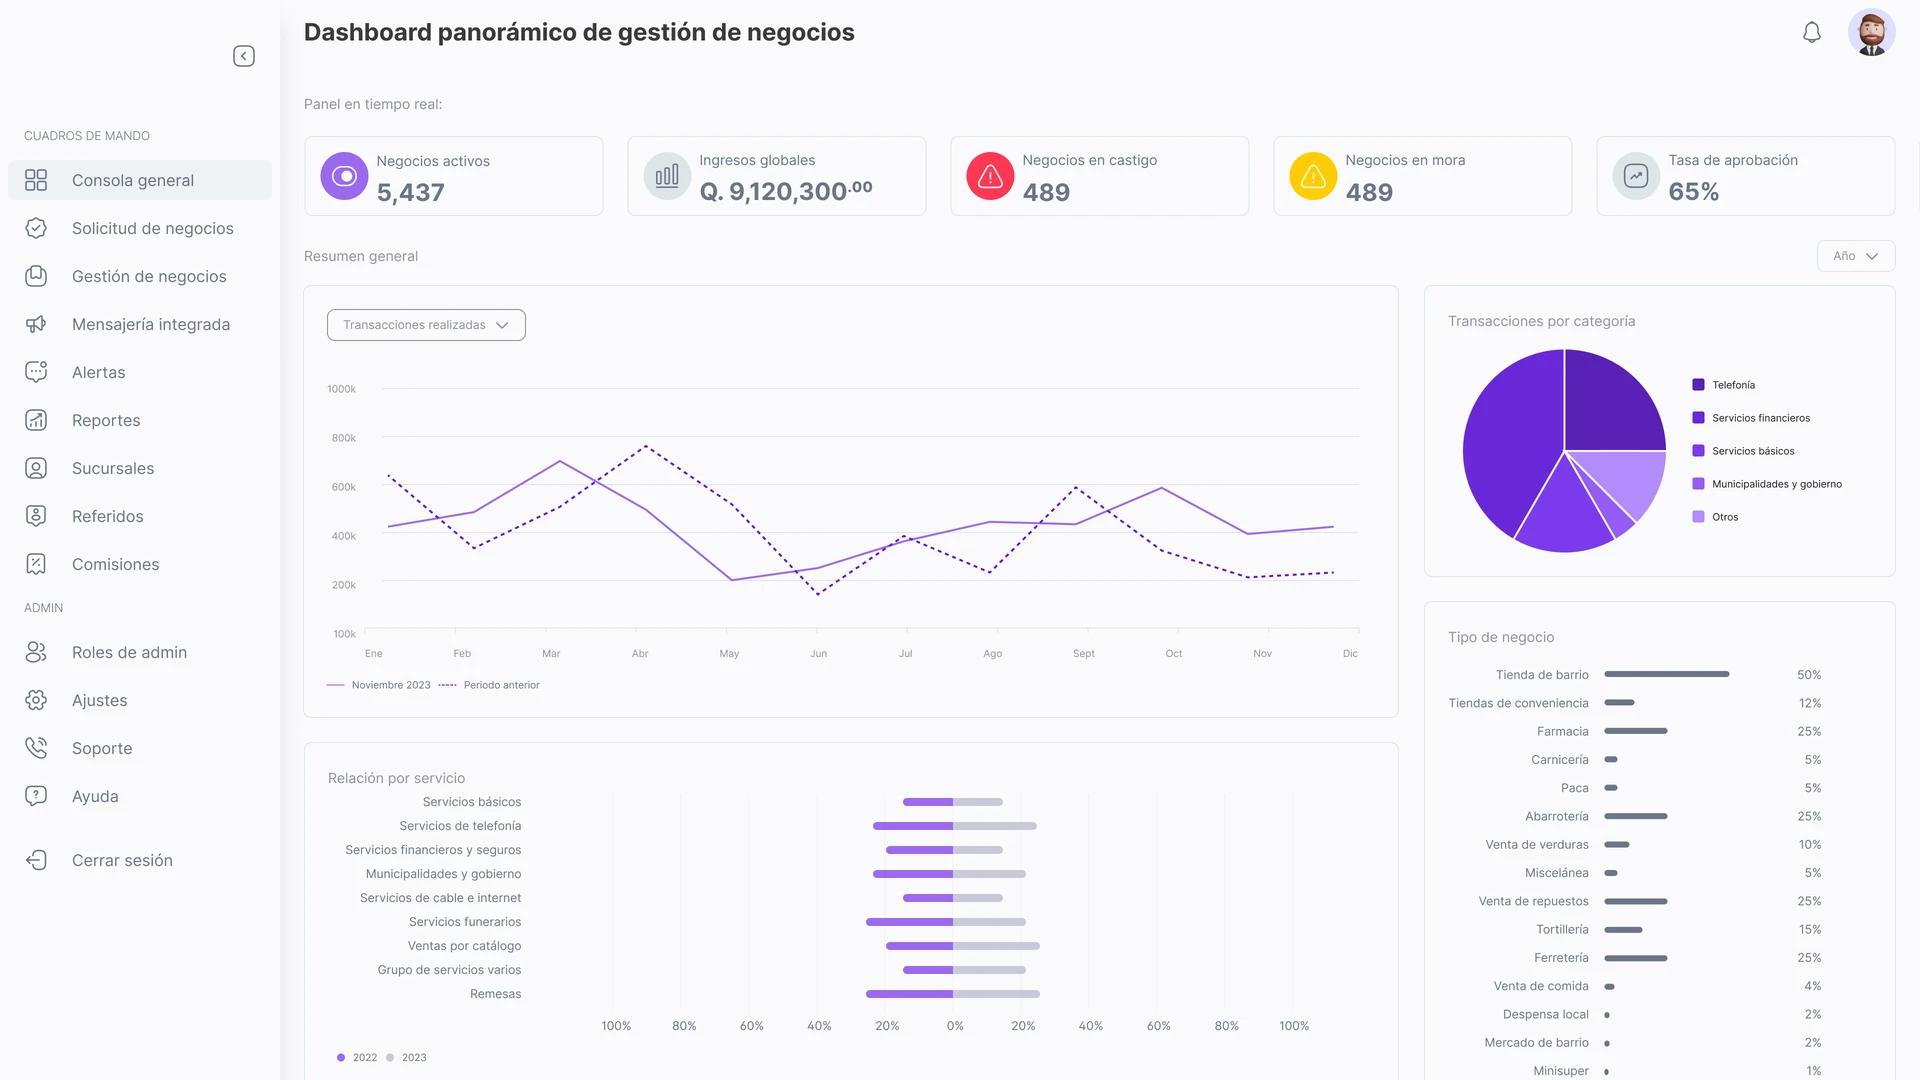 Dashboard panorámico de gestión de negocios
CUADROS DE MANDO
Consola general
Solicitud de negocios
Gestión de negocios
Mensajería integrada
Alertas
Reportes
Sucursales
Referidos
Comisiones
ADMIN
Roles de admin
Ajustes
Soporte
Ayuda
Cerrar sesión
Panel en tiempo real:
Negocios activos
5,437
Ingresos globales
Q. 9,120,300.00
Negocios en castigo
489
Negocios en mora
489
Tasa de aprobación
65%
Resumen general
Año
Transacciones realizadas
1000k
800k
600k
400k
200k
100k
Ene Feb Mar Abr May Jun Jul Ago Sept Oct Nov Dic
Noviembre 2023 Periodo anterior
Transacciones por categoría
Telefonía
Servicios financieros
Servicios básicos
Municipalidades y gobierno
Otros
Relación por servicio
Servicios básicos
Servicios de telefonía
Servicios financieros y seguros
Municipalidades y gobierno
Servicios de cable e internet
Servicios funerarios
Ventas por catálogo
Grupo de servicios varios
Remesas
100% 80% 60% 40% 20% 0% 20% 40% 60% 80% 100%
2022 2023
Tipo de negocio
Tienda de barrio 50%
Tiendas de conveniencia 12%
Farmacia 25%
Carnicería 5%
Paca 5%
Abarrotería 25%
Venta de verduras 10%
Miscelánea 5%
Venta de repuestos 25%
Tortillería 15%
Ferretería 25%
Venta de comida 4%
Despensa local 2%
Mercado de barrio 2%
Minisuper 1%